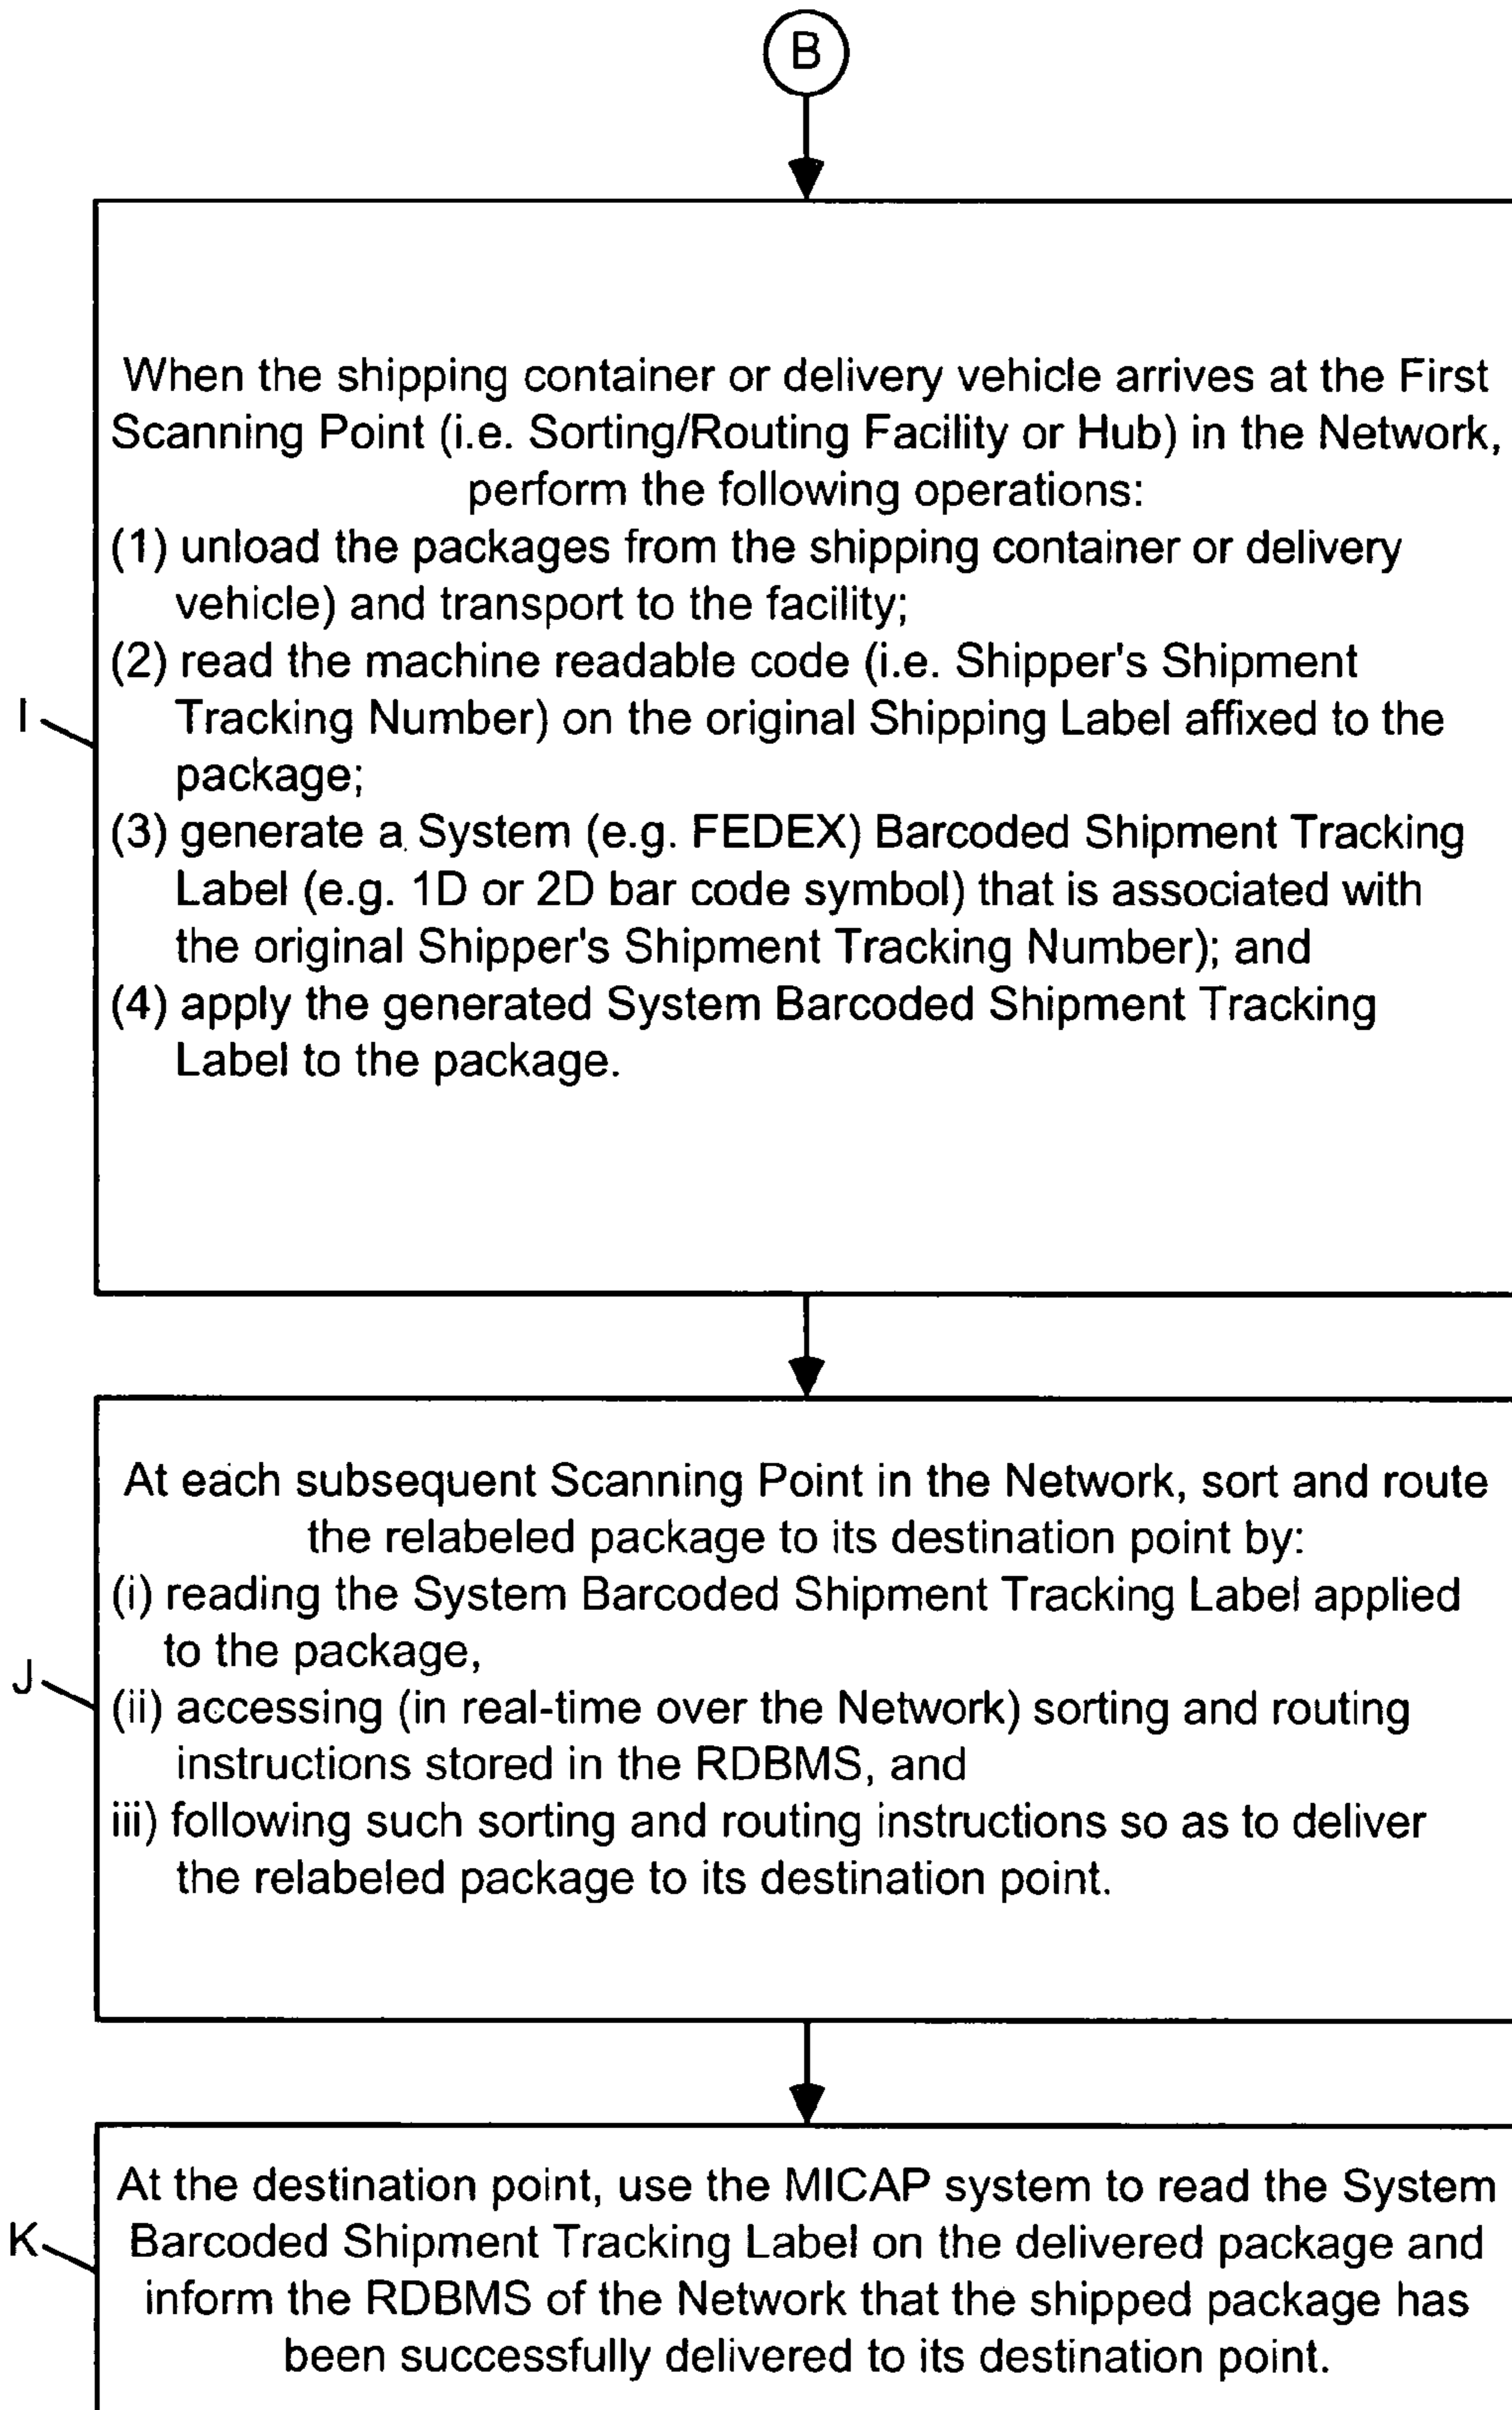 B
When the shipping container or delivery vehicle arrives at the First
Scanning Point (i.e. Sorting/Routing Facility or Hub) in the Network,
perform the following operations:
(1) unload the packages from the shipping container or delivery
vehicle) and transport to the facility;
(2) read the machine readable code (i.e. Shipper's Shipment
Tracking Number) on the original Shipping Label affixed to the
package;
(3) generate a System (e.g. FEDEX) Barcoded Shipment Tracking
Label (e.g. 1D or 2D bar code symbol) that is associated with
the original Shipper's Shipment Tracking Number); and
(4) apply the generated System Barcoded Shipment Tracking
Label to the package.
I
At each subsequent Scanning Point in the Network, sort and route
the relabeled package to its destination point by:
(i) reading the System Barcoded Shipment Tracking Label applied
to the package,
(ii) accessing (in real-time over the Network) sorting and routing
instructions stored in the RDBMS, and
iii) following such sorting and routing instructions so as to deliver
the relabeled package to its destination point.
J
At the destination point, use the MICAP system to read the System
Barcoded Shipment Tracking Label on the delivered package and
inform the RDBMS of the Network that the shipped package has
been successfully delivered to its destination point.
K